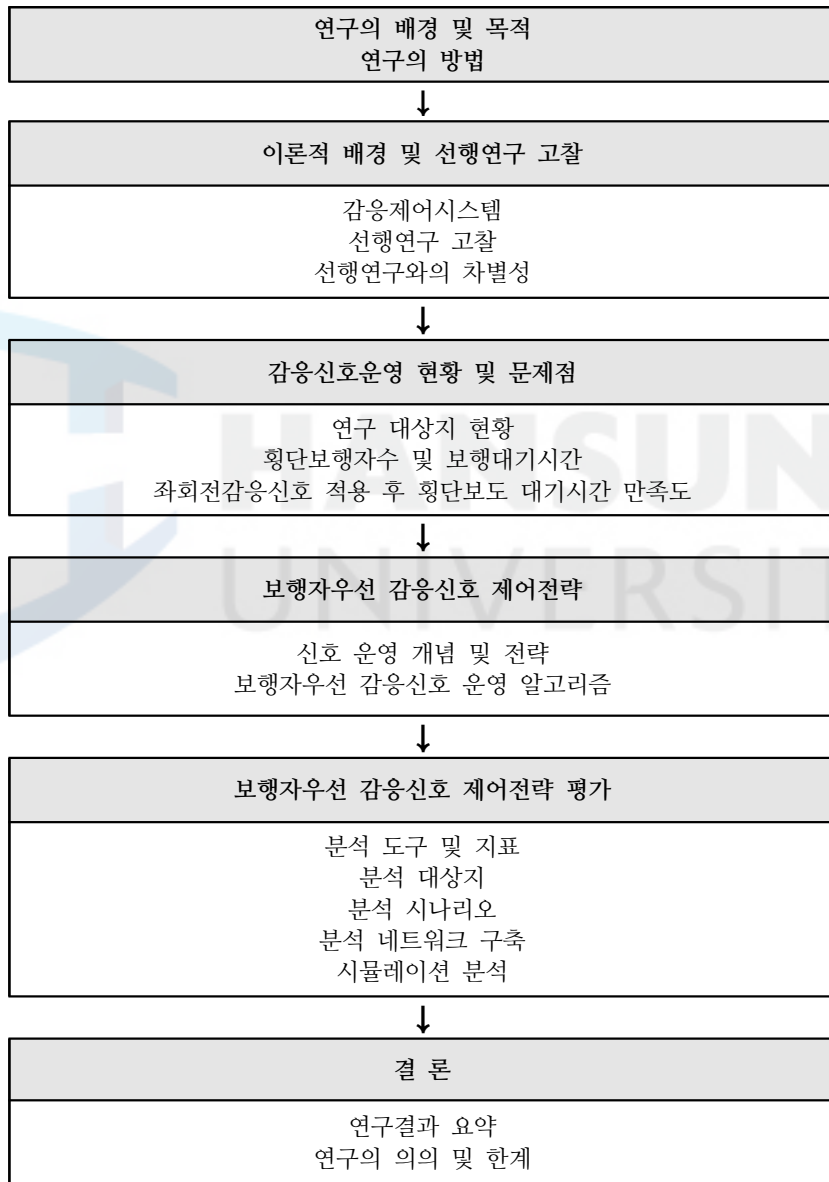 연구의 배경 및 목적
연구의 방법
이론적 배경 및 선행연구 고찰
감응제어시스템
선행연구 고찰
선행연구와의 차별성
감응신호운영 현황 및 문제점
연구 대상지 현황
횡단보행자수 및 보행대기시간
좌회전감응신호 적용 후 횡단보도 대기시간 만족도
보행자우선 감응신호 제어전략
신호 운영 개념 및 전략
보행자우선 감응신호 운영 알고리즘
보행자우선 감응신호 제어전략 평가
분석 도구 및 지표
분석 대상지
분석 시나리오
분석 네트워크 구축
시뮬레이션 분석
결 론
연구결과 요약
연구의 의의 및 한계
HANSUN
UNIVERSIT